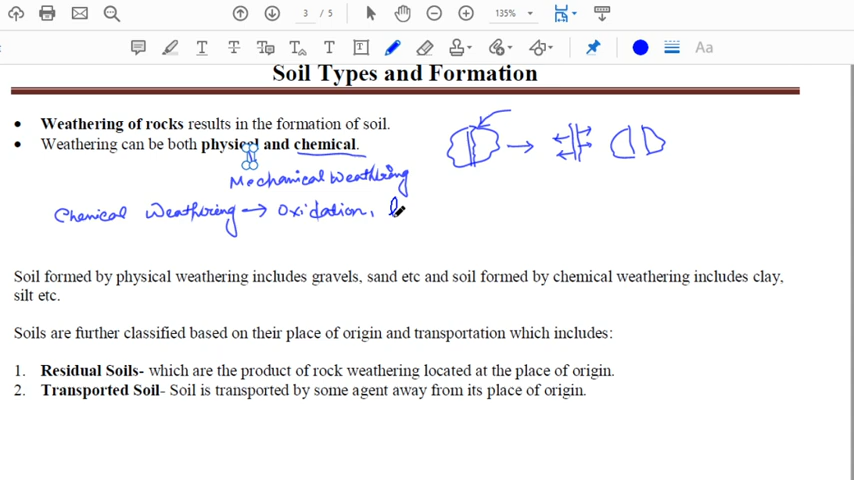 3 / 5
135%
Aa
Soil Types and Formation
• Weathering of rocks results in the formation of soil.
• Weathering can be both physical and chemical.
Mechanical Weathering
Chemical Weathering → Oxidation,
Soil formed by physical weathering includes gravels, sand etc and soil formed by chemical weathering includes clay,
silt etc.
Soils are further classified based on their place of origin and transportation which includes:
1. Residual Soils- which are the product of rock weathering located at the place of origin.
2. Transported Soil- Soil is transported by some agent away from its place of origin.